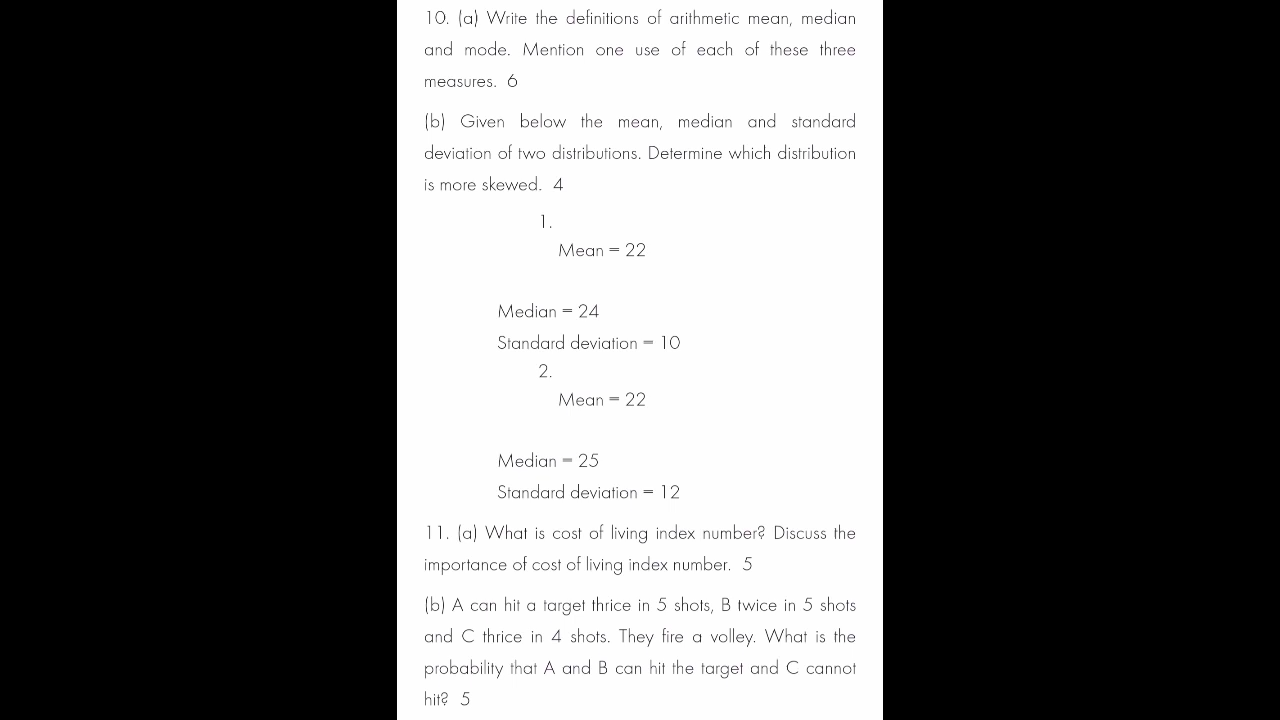 10. (a) Write the definitions of arithmetic mean, median
and mode. Mention one use of each of these three
measures. 6
(b) Given below the mean, median and standard
deviation of two distributions. Determine which distribution
is more skewed. 4
1.
Mean = 22
Median = 24
Standard deviation = 10
2.
Mean = 22
Median = 25
Standard deviation = 12
11. (a) What is cost of living index number? Discuss the
importance of cost of living index number. 5
(b) A can hit a target thrice in 5 shots, B twice in 5 shots
and C thrice in 4 shots. They fire a volley. What is the
probability that A and B can hit the target and C cannot
hit? 5